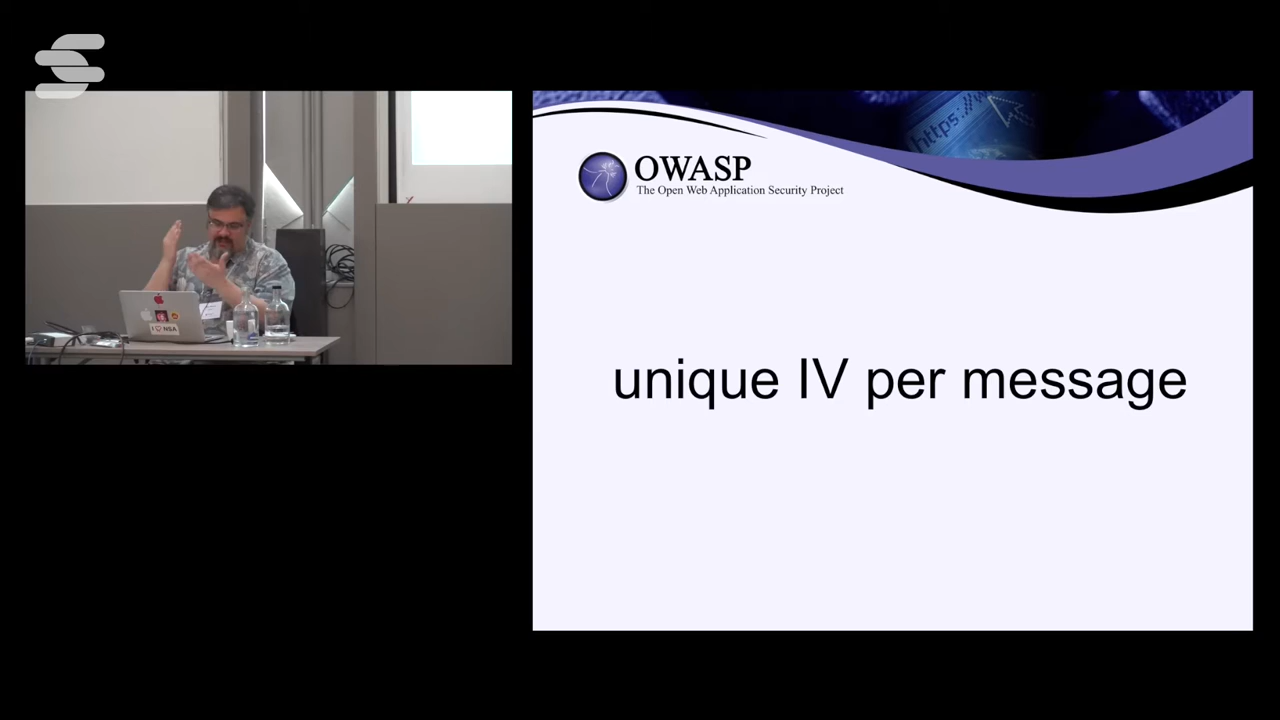 I ♡ NSA
https://
OWASP
The Open Web Application Security Project
unique IV per message